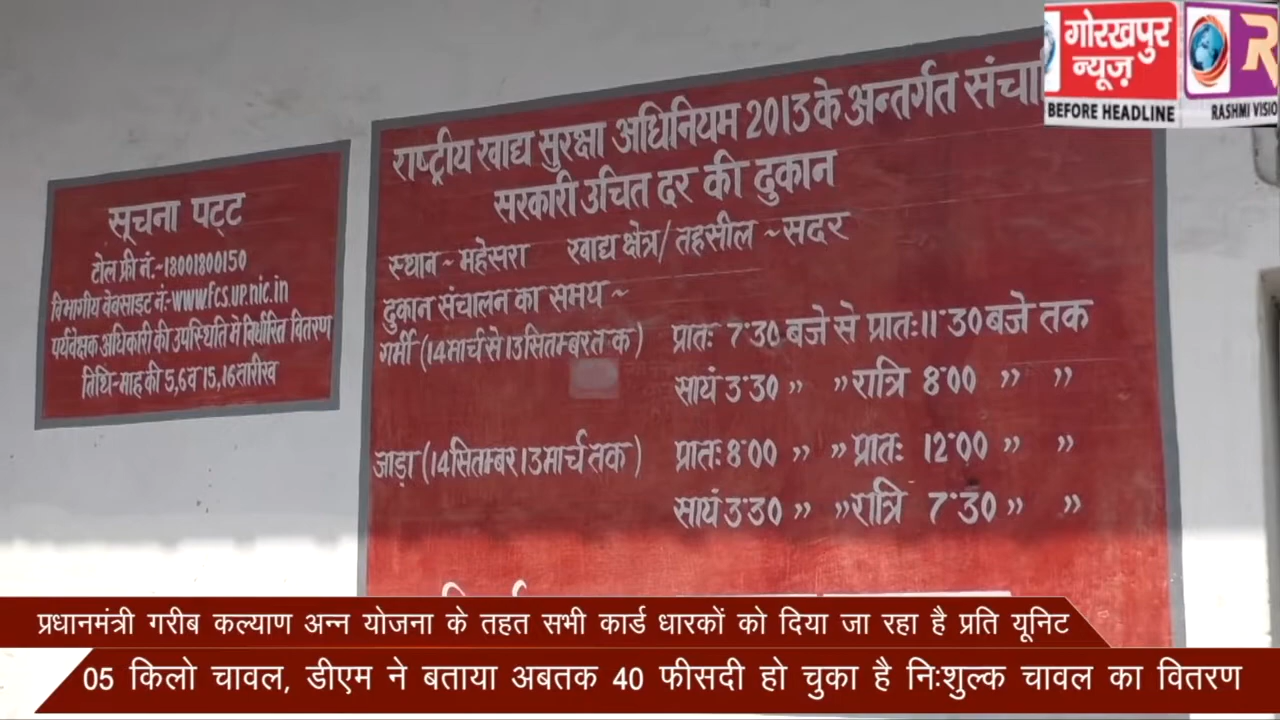 गोरखपुर
न्यूज़
BEFORE HEADLINE
R
RASHMI VISIO
सूचना पट्ट
टोल फ्री नं:-18001800150
विभागीय वेबसाइट नं:-www.fcs.up.nic.in
पर्यवेक्षक अधिकारी की उपस्थिति मे निर्धारित वितरण
तिथि-माह की 5,6 व 15,16 तारीख
राष्ट्रीय खाद्य सुरक्षा अधिनियम 2013 के अन्तर्गत संचा
सरकारी उचित दर की दुकान
स्थान ~ महेसरा खाद्य क्षेत्र/ तहसील ~ सदर
दुकान संचालन का समय ~
गर्मी (14 मार्च से 13 सितम्बर तक) प्रातः 7:30 बजे से प्रातः 11:30 बजे तक
सायं 3:30 ,, ,, रात्रि 8:00 ,, ,,
जाड़ा (14 सितम्बर 13 मार्च तक) प्रातः 8:00 ,, ,, प्रातः 12:00 ,, ,,
सायं 3:30 ,, ,, रात्रि 7:30 ,, ,,
प्रधानमंत्री गरीब कल्याण अन्न योजना के तहत सभी कार्ड धारकों को दिया जा रहा है प्रति यूनिट
05 किलो चावल, डीएम ने बताया अबतक 40 फीसदी हो चुका है निःशुल्क चावल का वितरण